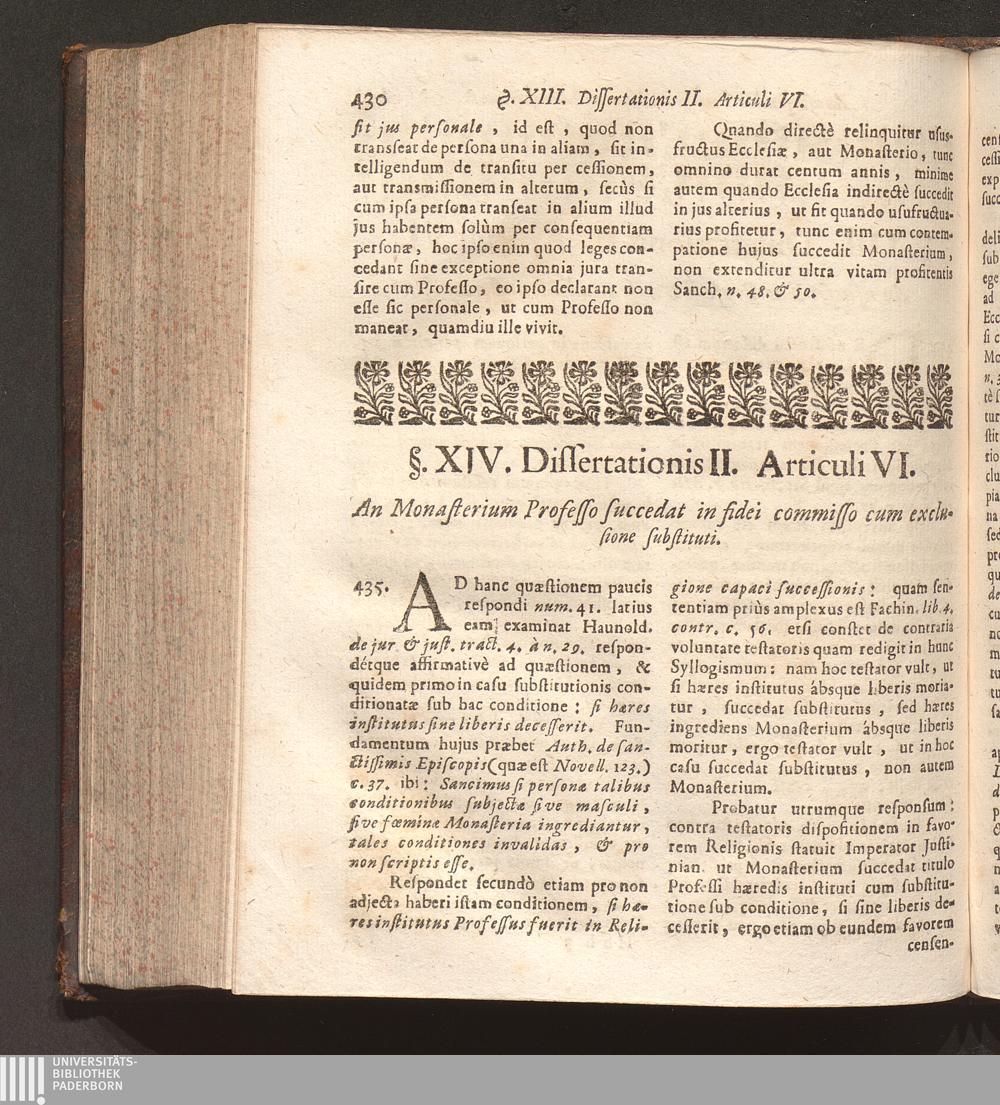 430 §. XIII. Dissertationis II. Articuli VI.
sit jus personale, id est, quod non
transeat de persona una in aliam, sit in-
telligendum de transitu per cessionem,
aut transmissionem in alterum, secùs si
cum ipsa persona transeat in alium illud
jus habentem solùm per consequentiam
personæ, hoc ipso enim quod leges con-
cedant sine exceptione omnia jura tran-
sire cum Professo, eo ipso declarant non
esse sic personale, ut cum Professo non
maneat, quamdiu ille vivit.
Quando directè relinquitur usus-
fructus Ecclesiæ, aut Monasterio, tunc
omnino durat centum annis, minime
autem quando Ecclesia indirectè succedit
in jus alterius, ut fit quando usufructua-
rius profitetur, tunc enim cum contem-
patione hujus succedit Monasterium,
non extenditur ultra vitam profitentis
Sanch. n. 48. & 50.
§. XIV. Dissertationis II. Articuli VI.
An Monasterium Professo succedat in fidei commisso cum exclu-
sione substituti.
435. AD hanc quæstionem paucis
respondi num. 41. latius
eam examinat Haunold.
de jur & just. tract. 4. à n. 29. respon-
détque affirmativè ad quæstionem, &
quidem primo in casu substitutionis con-
ditionatæ sub hac conditione: si hæres
institutus sine liberis decesserit. Fun-
damentum hujus præbet Auth. de san-
ctissimis Episcopis (quæ est Novell. 123.)
c. 37. ibi: Sancimus si personæ talibus
conditionibus subjectæ sive masculi,
sive fœminæ Monasteria ingrediantur,
tales conditiones invalidas, & pro
non scriptis esse.
Respondet secundò etiam pro non
adjecta haberi istam conditionem, si hæ-
res institutus Professus fuerit in Reli-
gione capaci successionis: quam sen-
tentiam priùs amplexus est Fachin. lib. 4.
contr. c. 56. etsi constet de contraria
voluntate testatoris quam redigit in hunc
Syllogismum: nam hoc testator vult, ut
si hæres institutus ábsque liberis moria-
tur, succedat substitutus, sed hæres
ingrediens Monasterium ábsque liberis
moritur, ergo testator vult, ut in hoc
casu succedat substitutus, non autem
Monasterium.
Probatur utrumque responsum:
contra testatoris dispositionem in favo-
rem Religionis statuit Imperator Justi-
nian. ut Monasterium succedat titulo
Professi hæredis instituti cum substitu-
tione sub conditione, si sine liberis de-
cesserit, ergo etiam ob eundem favorem
censen-
UNIVERSITÄTS-
BIBLIOTHEK
PADERBORN